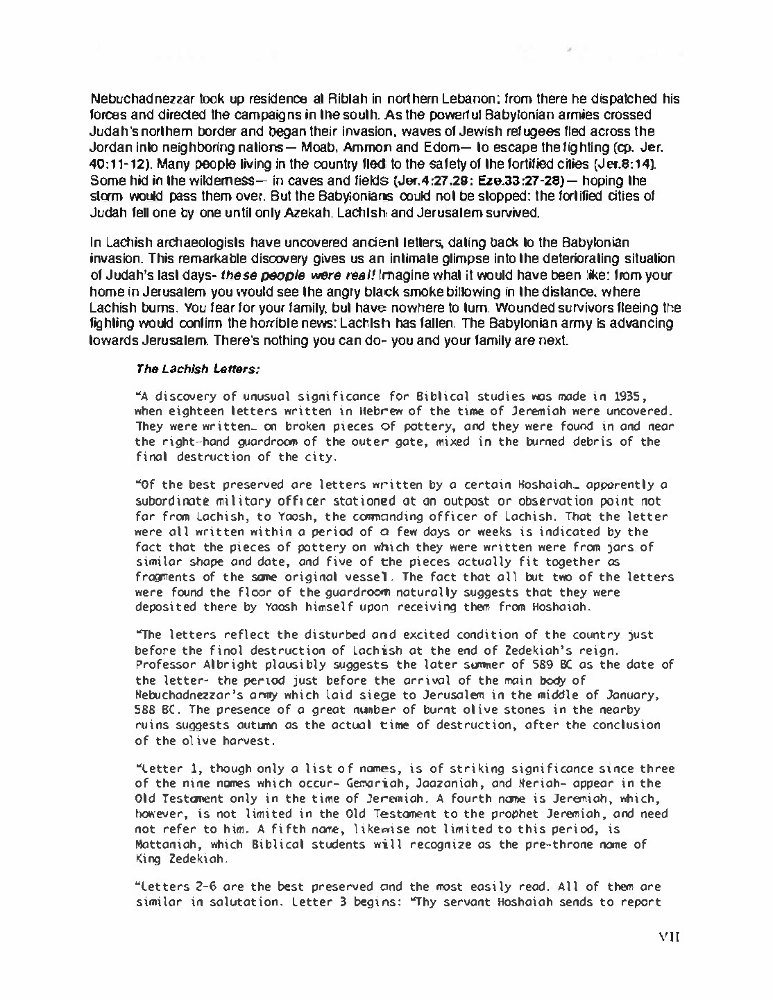 Nebuchadnezzar took up residence at Riblah in northern Lebanon; from there he dispatched his
forces and directed the campaigns in the south. As the powerful Babylonian armies crossed
Judah's northern border and began their invasion, waves of Jewish refugees fled across the
Jordan into neighboring nations— Moab, Ammon and Edom— to escape the fighting (cp. Jer.
40:11-12). Many people living in the country fled to the safety of the fortified cities (Jer.8:14).
Some hid in the wilderness— in caves and fields (Jer.4:27,29; Eze.33:27-28)— hoping the
storm would pass them over. But the Babylonians could not be stopped: the fortified cities of
Judah fell one by one until only Azekah, Lachish and Jerusalem survived.
In Lachish archaeologists have uncovered ancient letters, dating back to the Babylonian
invasion. This remarkable discovery gives us an intimate glimpse into the deteriorating situation
of Judah's last days- these people were real! Imagine what it would have been like: from your
home in Jerusalem you would see the angry black smoke billowing in the distance, where
Lachish burns. You fear for your family, but have nowhere to turn. Wounded survivors fleeing the
fighting would confirm the horrible news: Lachish has fallen. The Babylonian army is advancing
towards Jerusalem. There's nothing you can do- you and your family are next.
The Lachish Letters:
“A discovery of unusual significance for Biblical studies was made in 1935,
when eighteen letters written in Hebrew of the time of Jeremiah were uncovered.
They were written… on broken pieces of pottery, and they were found in and near
the right-hand guardroom of the outer gate, mixed in the burned debris of the
final destruction of the city.
“Of the best preserved are letters written by a certain Hoshaiah… apparently a
subordinate military officer stationed at an outpost or observation point not
far from Lachish, to Yaosh, the commanding officer of Lachish. That the letter
were all written within a period of a few days or weeks is indicated by the
fact that the pieces of pottery on which they were written were from jars of
similar shape and date, and five of the pieces actually fit together as
fragments of the same original vessel. The fact that all but two of the letters
were found the floor of the guardroom naturally suggests that they were
deposited there by Yaosh himself upon receiving them from Hoshaiah.
“The letters reflect the disturbed and excited condition of the country just
before the final destruction of Lachish at the end of Zedekiah's reign.
Professor Albright plausibly suggests the later summer of 589 BC as the date of
the letter- the period just before the arrival of the main body of
Nebuchadnezzar's army which laid siege to Jerusalem in the middle of January,
588 BC. The presence of a great number of burnt olive stones in the nearby
ruins suggests autumn as the actual time of destruction, after the conclusion
of the olive harvest.
“Letter 1, though only a list of names, is of striking significance since three
of the nine names which occur- Gemariah, Jaazaniah, and Neriah- appear in the
Old Testament only in the time of Jeremiah. A fourth name is Jeremiah, which,
however, is not limited in the Old Testament to the prophet Jeremiah, and need
not refer to him. A fifth name, likewise not limited to this period, is
Mattaniah, which Biblical students will recognize as the pre-throne name of
King Zedekiah.
“Letters 2-6 are the best preserved and the most easily read. All of them are
similar in salutation. Letter 3 begins: “Thy servant Hoshaiah sends to report
VII